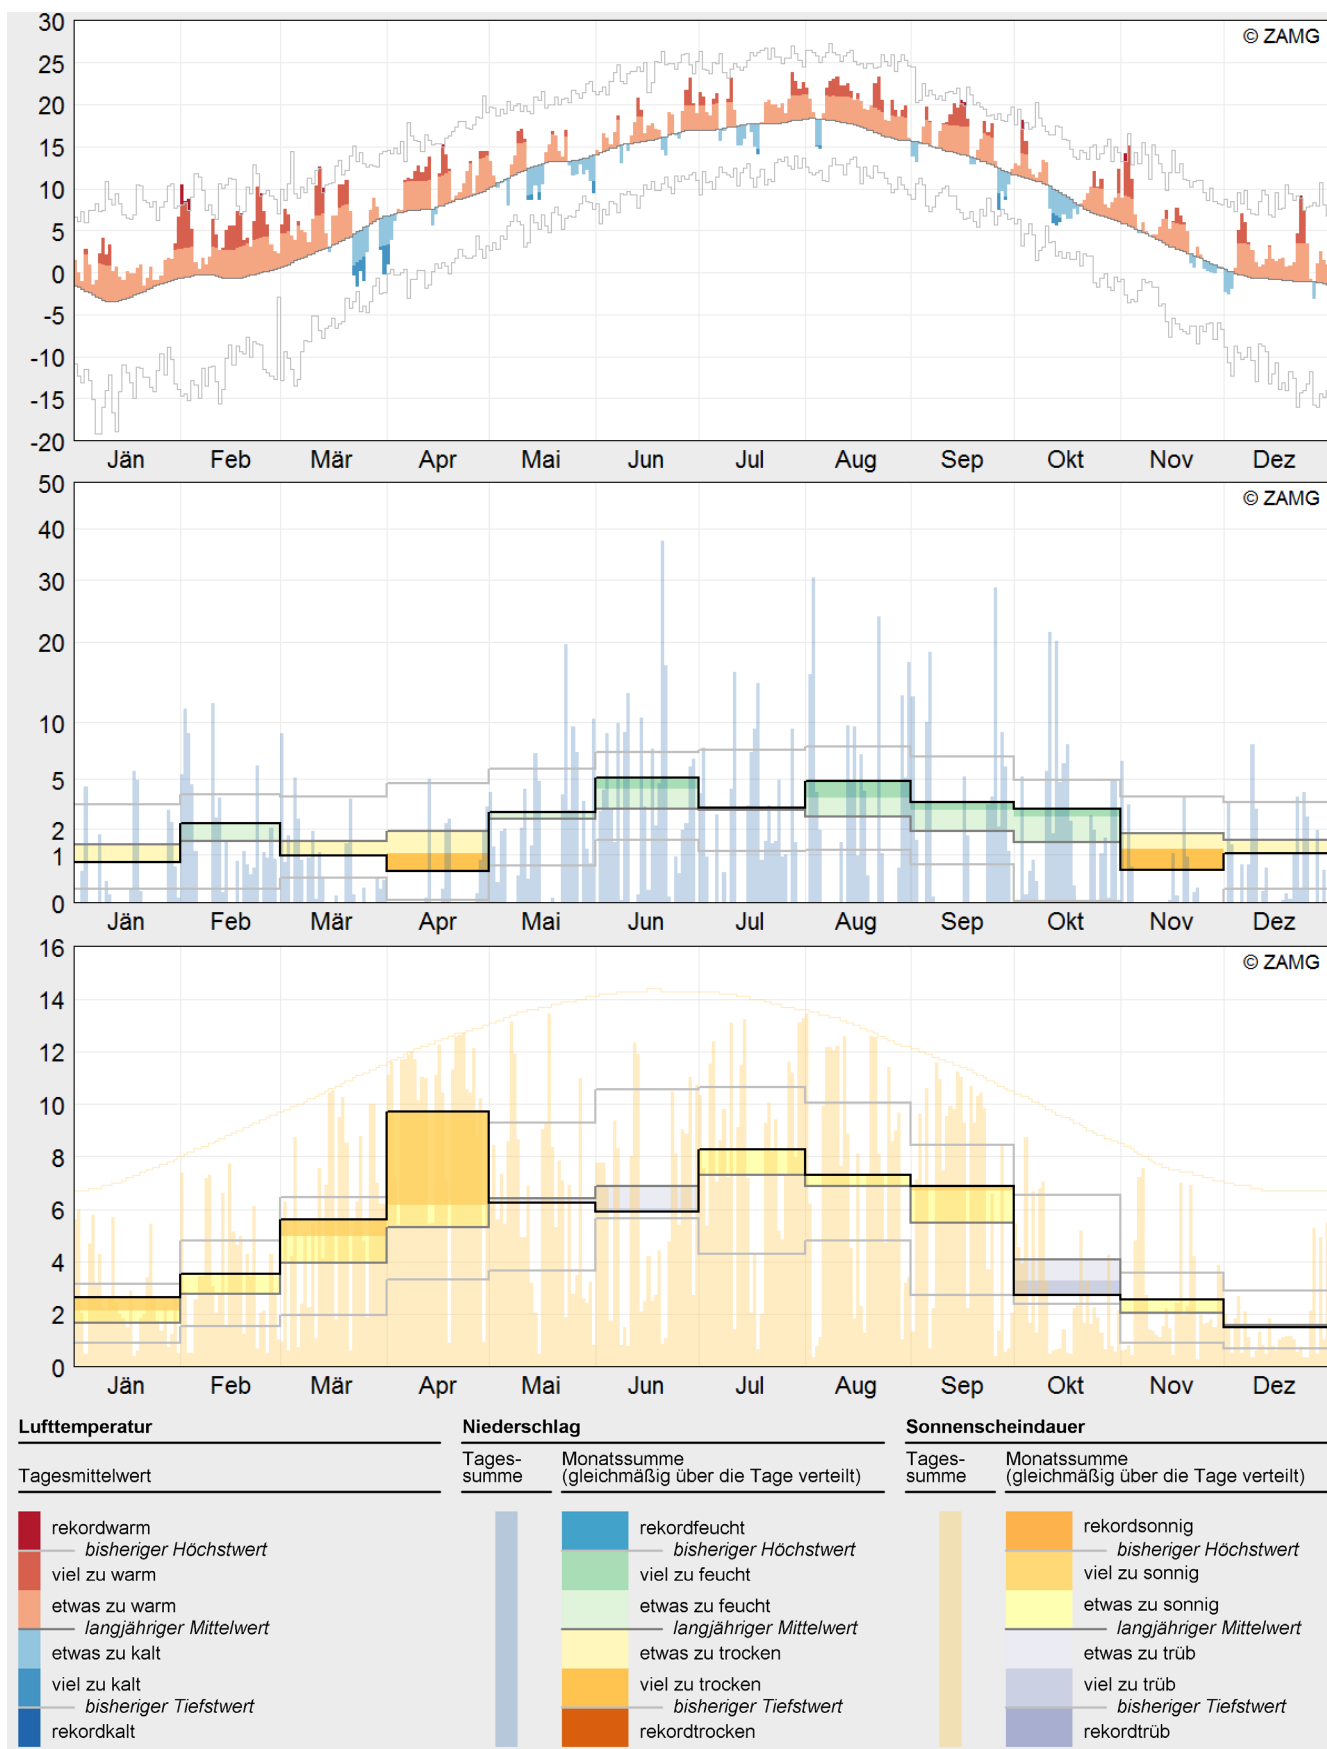 30
© ZAMG
25
20
15
10
5
0
-5
-10
-15
-20
Jän Feb Mär Apr Mai Jun Jul Aug Sep Okt Nov Dez
50
© ZAMG
40
30
20
10
5
2
1
0
Jän Feb Mär Apr Mai Jun Jul Aug Sep Okt Nov Dez
16
© ZAMG
14
12
10
8
6
4
2
0
Jän Feb Mär Apr Mai Jun Jul Aug Sep Okt Nov Dez
Lufttemperatur
Tagesmittelwert
rekordwarm
bisheriger Höchstwert
viel zu warm
etwas zu warm
langjähriger Mittelwert
etwas zu kalt
viel zu kalt
bisheriger Tiefstwert
rekordkalt
Niederschlag
Tages-
summe
Monatssumme
(gleichmäßig über die Tage verteilt)
rekordfeucht
bisheriger Höchstwert
viel zu feucht
etwas zu feucht
langjähriger Mittelwert
etwas zu trocken
viel zu trocken
bisheriger Tiefstwert
rekordtrocken
Sonnenscheindauer
Tages-
summe
Monatssumme
(gleichmäßig über die Tage verteilt)
rekordsonnig
bisheriger Höchstwert
viel zu sonnig
etwas zu sonnig
langjähriger Mittelwert
etwas zu trüb
viel zu trüb
bisheriger Tiefstwert
rekordtrüb